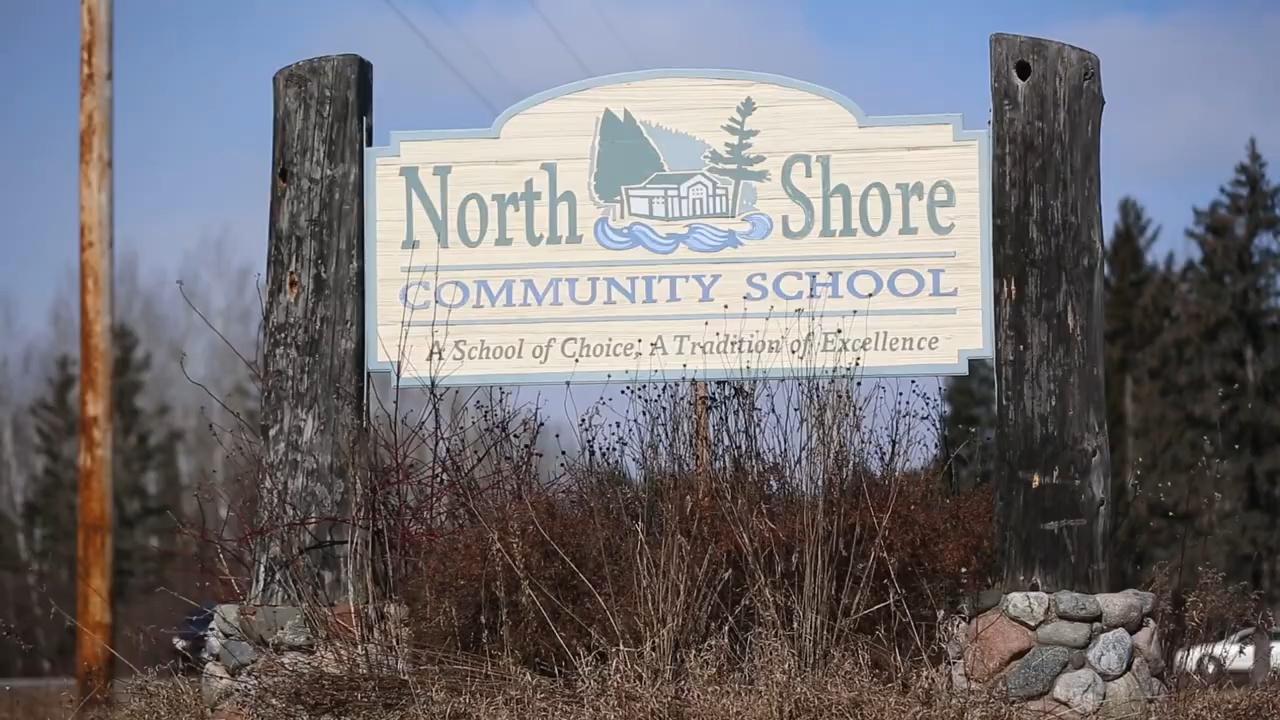 North Shore
COMMUNITY SCHOOL
A School of Choice, A Tradition of Excellence